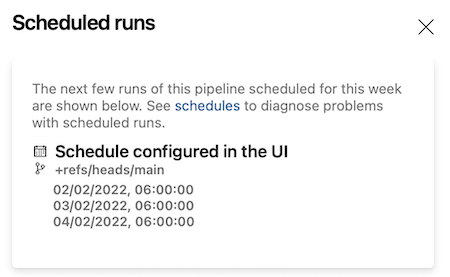 Scheduled runs
The next few runs of this pipeline scheduled for this week
are shown below. See schedules to diagnose problems
with scheduled runs.
Schedule configured in the UI
+refs/heads/main
02/02/2022, 06:00:00
03/02/2022, 06:00:00
04/02/2022, 06:00:00